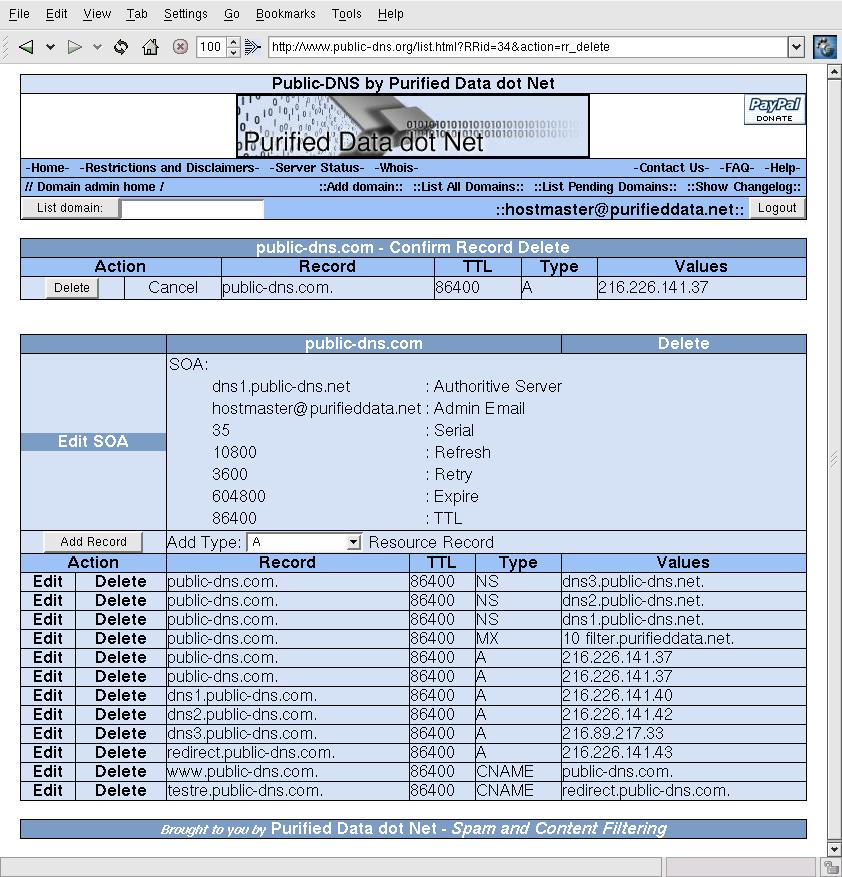 File Edit View Tab Settings Go Bookmarks Tools Help
100 http://www.public-dns.org/list.html?RRid=34&action=rr_delete
Public-DNS by Purified Data dot Net
Purified Data dot Net
PayPal
DONATE
-Home- -Restrictions and Disclaimers- -Server Status- -Whois- -Contact Us- -FAQ- -Help-
// Domain admin home / ::Add domain:: ::List All Domains:: ::List Pending Domains:: ::Show Changelog::
List domain: ::hostmaster@purifieddata.net:: Logout
public-dns.com - Confirm Record Delete
Action Record TTL Type Values
Delete Cancel public-dns.com. 86400 A 216.226.141.37
public-dns.com Delete
SOA:
dns1.public-dns.net : Authoritive Server
hostmaster@purifieddata.net : Admin Email
35 : Serial
Edit SOA
10800 : Refresh
3600 : Retry
604800 : Expire
86400 : TTL
Add Record Add Type: A Resource Record
Action Record TTL Type Values
Edit Delete public-dns.com. 86400 NS dns3.public-dns.net.
Edit Delete public-dns.com. 86400 NS dns2.public-dns.net.
Edit Delete public-dns.com. 86400 NS dns1.public-dns.net.
Edit Delete public-dns.com. 86400 MX 10 filter.purifieddata.net.
Edit Delete public-dns.com. 86400 A 216.226.141.37
Edit Delete public-dns.com. 86400 A 216.226.141.37
Edit Delete dns1.public-dns.com. 86400 A 216.226.141.40
Edit Delete dns2.public-dns.com. 86400 A 216.226.141.42
Edit Delete dns3.public-dns.com. 86400 A 216.89.217.33
Edit Delete redirect.public-dns.com. 86400 A 216.226.141.43
Edit Delete www.public-dns.com. 86400 CNAME public-dns.com.
Edit Delete testre.public-dns.com. 86400 CNAME redirect.public-dns.com.
Brought to you by Purified Data dot Net - Spam and Content Filtering